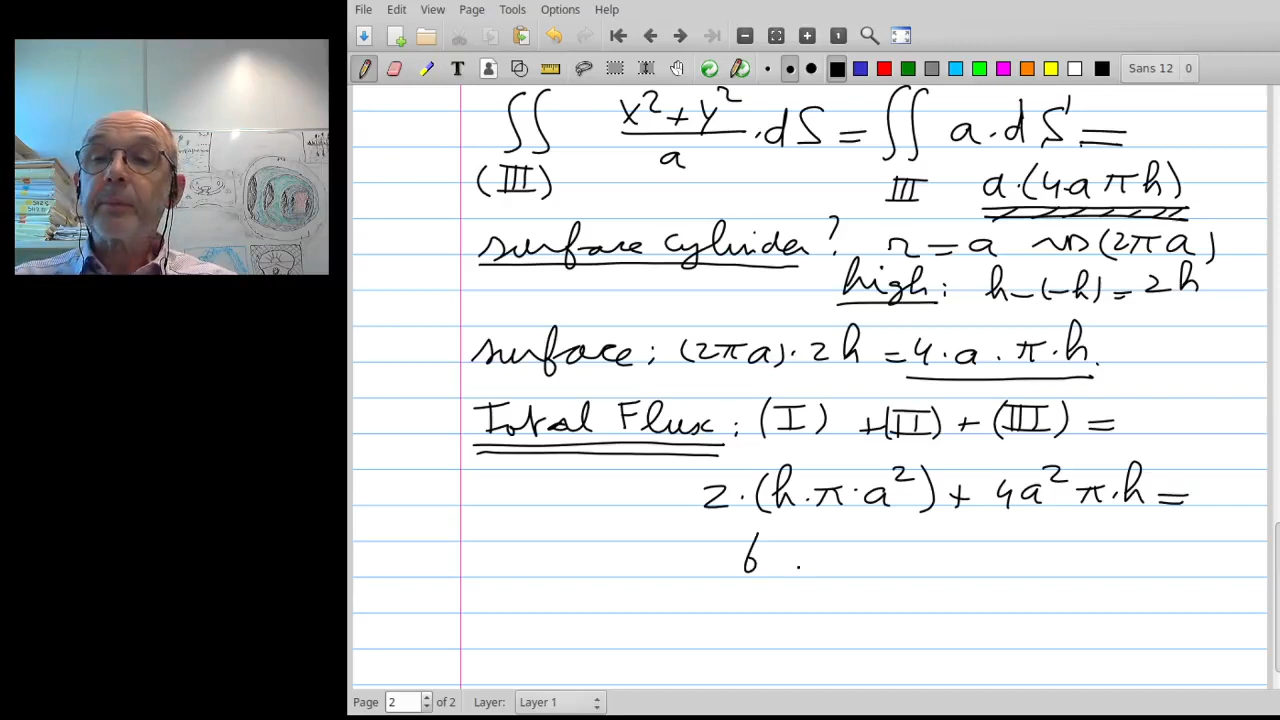 File Edit View Page Tools Options Help
Sans 12 0
∬ x²+y² / a · dS = ∬ a · dS =
(III) III a·(4·a π h)
surface cylinder? r = a ⇝ (2πa)
high: h-(-h) = 2h
surface; (2πa)·2h = 4·a·π·h.
Total Flux: (I) + (II) + (III) =
2·(h·π·a²) + 4a²π·h =
6 .
Page 2 of 2 Layer: Layer 1